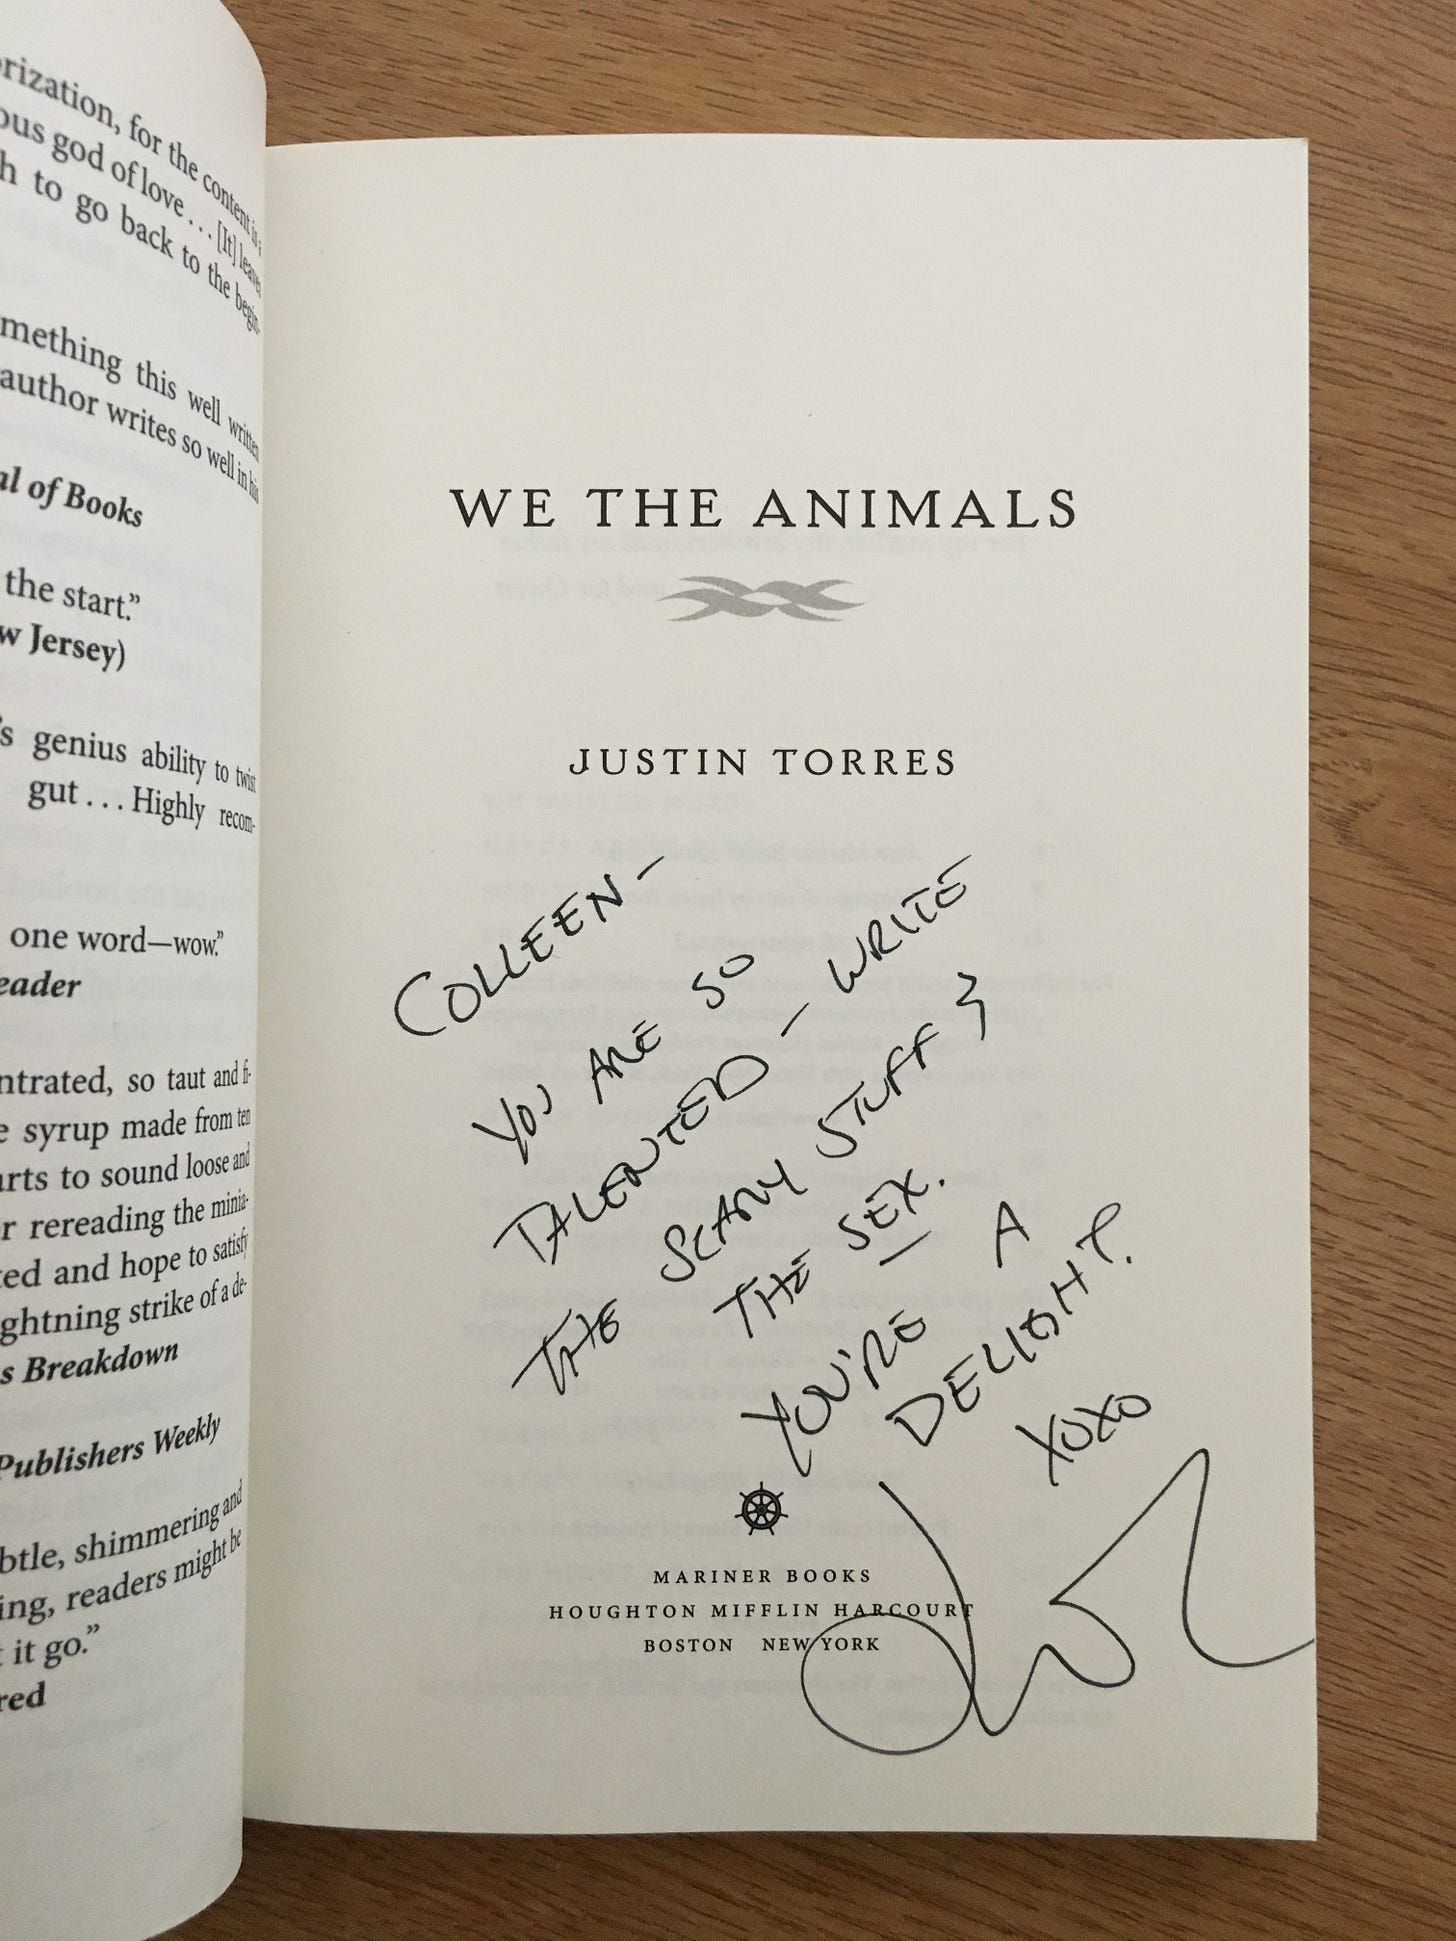 orization, for the content is a
ous god of love . . . [It] leaves
h to go back to the begin-
mething this well written
author writes so well in his
al of Books
the start.”
w Jersey)
’s genius ability to twist
gut . . . Highly recom-
one word—wow.”
eader
ntrated, so taut and fi-
e syrup made from ten
arts to sound loose and
r rereading the minia-
ted and hope to satisfy
ghtning strike of a de-
s Breakdown
Publishers Weekly
btle, shimmering and
ing, readers might be
t it go.”
red
WE THE ANIMALS
JUSTIN TORRES
COLLEEN –
YOU ARE SO
TALENTED – WRITE
THE SCARY STUFF &
THE SEX.
YOU'RE A
DELIGHT.
XOXO
MARINER BOOKS
HOUGHTON MIFFLIN HARCOURT
BOSTON NEW YORK